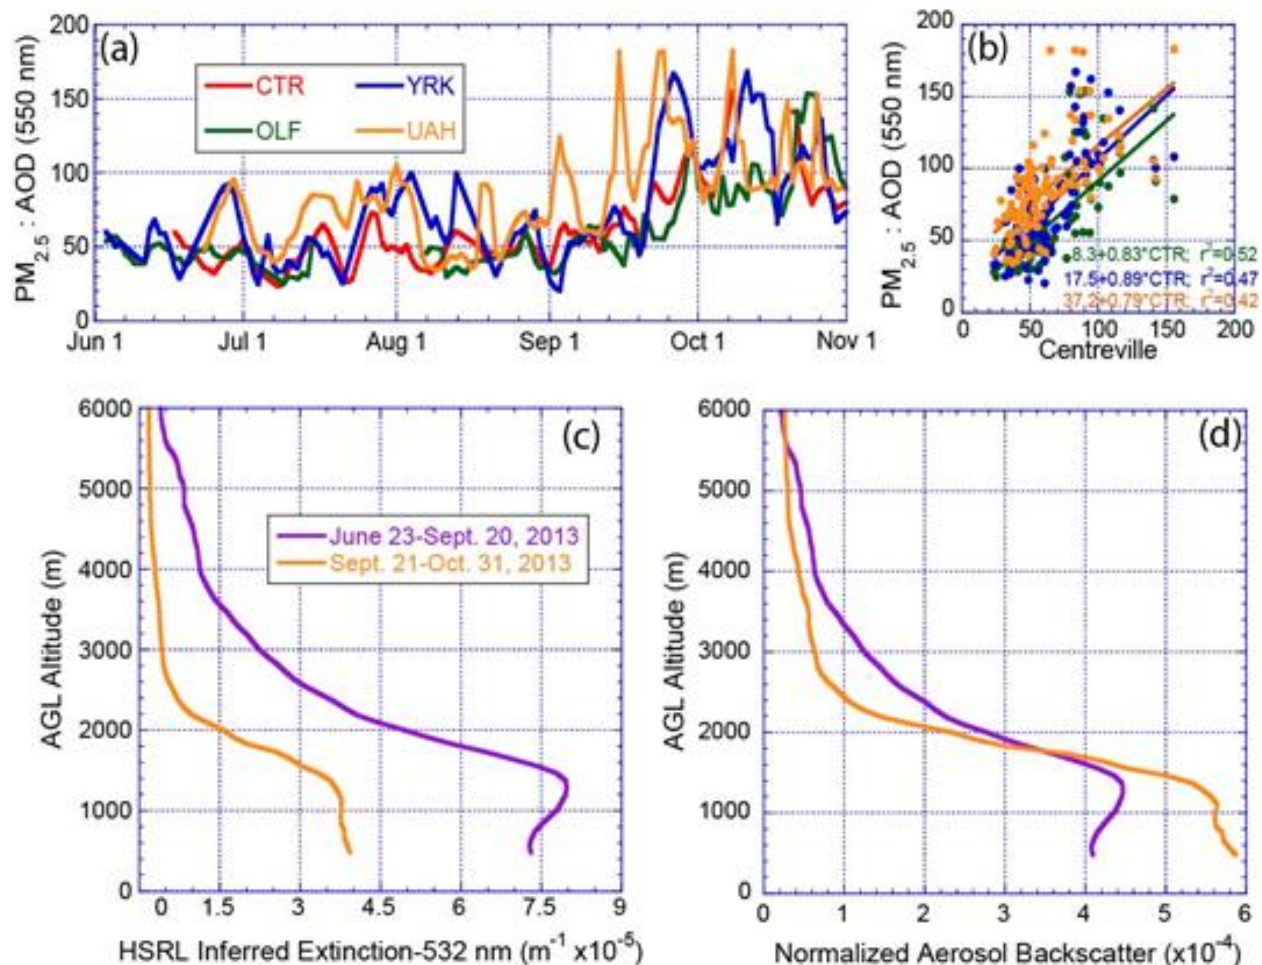 (a)
PM2.5 : AOD (550 nm)
200
150
100
50
0
CTR YRK
OLF UAH
Jun 1 Jul 1 Aug 1 Sep 1 Oct 1 Nov 1
(b)
PM2.5 : AOD (550 nm)
200
150
100
50
0
8.3+0.83*CTR; r²=0.52
17.5+0.89*CTR; r²=0.47
37.2+0.79*CTR; r²=0.42
0 50 100 150 200
Centreville
(c)
AGL Altitude (m)
6000
5000
4000
3000
2000
1000
0
June 23-Sept. 20, 2013
Sept. 21-Oct. 31, 2013
0 1.5 3 4.5 6 7.5 9
HSRL Inferred Extinction-532 nm (m⁻¹ x10⁻⁵)
(d)
AGL Altitude (m)
6000
5000
4000
3000
2000
1000
0
0 1 2 3 4 5 6
Normalized Aerosol Backscatter (x10⁻⁴)